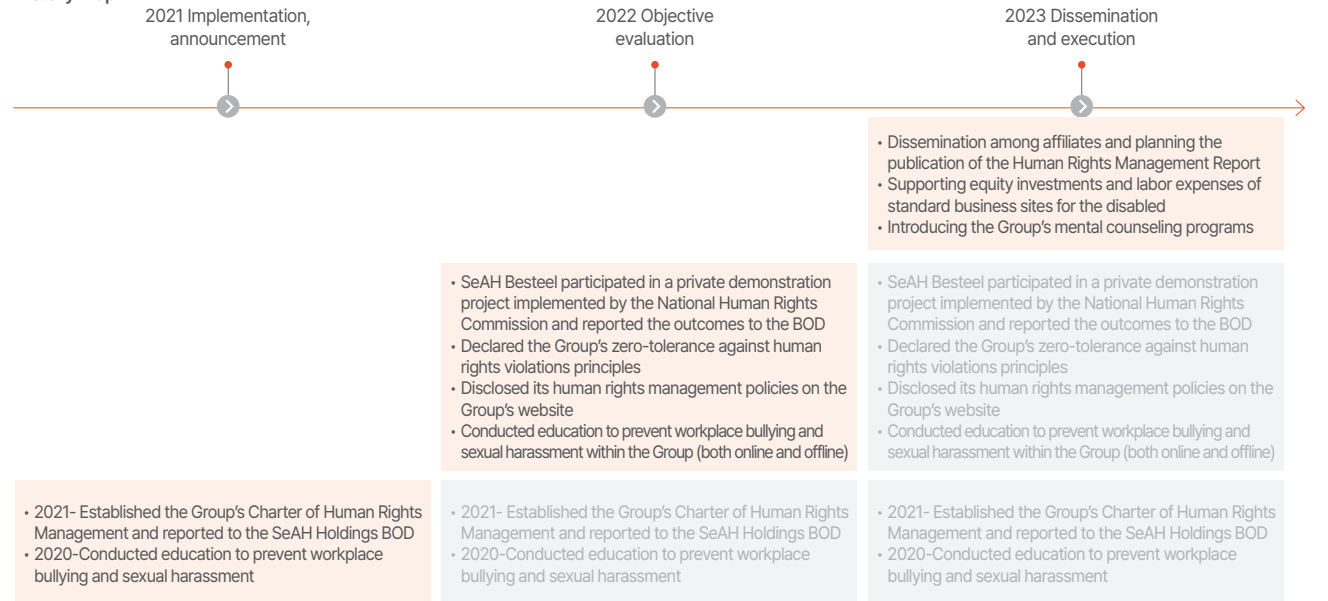 2021 Implementation,
announcement
2022 Objective
evaluation
2023 Dissemination
and execution
• Dissemination among affiliates and planning the
publication of the Human Rights Management Report
• Supporting equity investments and labor expenses of
standard business sites for the disabled
• Introducing the Group's mental counseling programs
• SeAH Besteel participated in a private demonstration
project implemented by the National Human Rights
Commission and reported the outcomes to the BOD
• Declared the Group's zero-tolerance against human
rights violations principles
• Disclosed its human rights management policies on the
Group's website
• Conducted education to prevent workplace bullying and
sexual harassment within the Group (both online and offline)
• SeAH Besteel participated in a private demonstration
project implemented by the National Human Rights
Commission and reported the outcomes to the BOD
• Declared the Group's zero-tolerance against human
rights violations principles
• Disclosed its human rights management policies on the
Group's website
• Conducted education to prevent workplace bullying and
sexual harassment within the Group (both online and offline)
• 2021- Established the Group's Charter of Human Rights
Management and reported to the SeAH Holdings BOD
• 2020-Conducted education to prevent workplace
bullying and sexual harassment
• 2021- Established the Group's Charter of Human Rights
Management and reported to the SeAH Holdings BOD
• 2020-Conducted education to prevent workplace
bullying and sexual harassment
• 2021- Established the Group's Charter of Human Rights
Management and reported to the SeAH Holdings BOD
• 2020-Conducted education to prevent workplace
bullying and sexual harassment